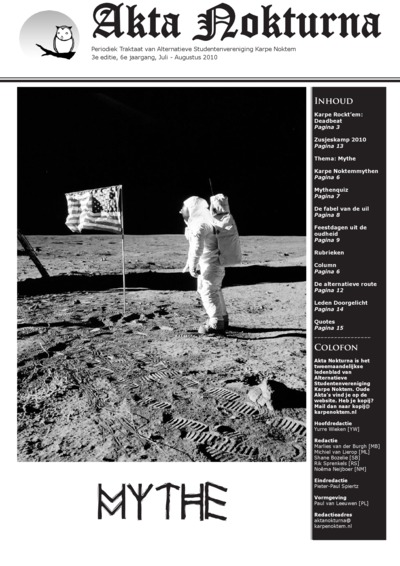 Akta Nokturna
Periodiek Traktaat van Alternatieve Studentenvereniging Karpe Noktem
3e editie, 6e jaargang, Juli - Augustus 2010
Inhoud
Karpe Rockt'em:
Deadbeat
Pagina 3
Zusjeskamp 2010
Pagina 13
Thema: Mythe
Karpe Noktemmythen
Pagina 6
Mythenquiz
Pagina 7
De fabel van de uil
Pagina 8
Feestdagen uit de
oudheid
Pagina 9
Rubrieken
Column
Pagina 6
De alternatieve route
Pagina 12
Leden Doorgelicht
Pagina 14
Quotes
Pagina 15
Colofon
Akta Nokturna is het
tweemaandelijkse
ledenblad van
Alternatieve
Studentenvereniging
Karpe Noktem. Oude
Akta's vind je op de
website. Heb je kopij?
Mail dan naar kopij@
karpenoktem.nl
Hoofdredactie
Yurre Wieken [YW]
Redactie
Marlies van der Burgh [MB]
Michiel van Lierop [ML]
Shane Bozelie [SB]
Rik Sprenkels [RS]
Noëma Neijboer [NM]
Eindredactie
Pieter-Paul Spiertz
Vormgeving
Paul van Leeuwen [PL]
Redactieadres
aktanokturna@
karpenoktem.nl
MYTHE